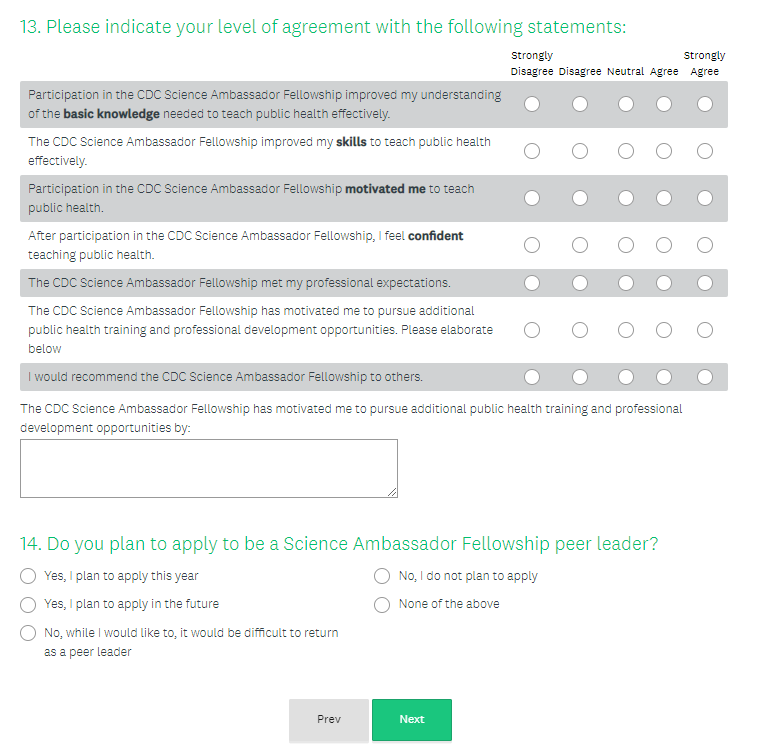 13. Please indicate your level of agreement with the following statements:
Strongly Disagree Disagree Neutral Agree Strongly Agree
Participation in the CDC Science Ambassador Fellowship improved my understanding
of the basic knowledge needed to teach public health effectively.
The CDC Science Ambassador Fellowship improved my skills to teach public health
effectively.
Participation in the CDC Science Ambassador Fellowship motivated me to teach
public health.
After participation in the CDC Science Ambassador Fellowship, I feel confident
teaching public health.
The CDC Science Ambassador Fellowship met my professional expectations.
The CDC Science Ambassador Fellowship has motivated me to pursue additional
public health training and professional development opportunities. Please elaborate
below
I would recommend the CDC Science Ambassador Fellowship to others.
The CDC Science Ambassador Fellowship has motivated me to pursue additional public health training and professional
development opportunities by:
14. Do you plan to apply to be a Science Ambassador Fellowship peer leader?
Yes, I plan to apply this year
Yes, I plan to apply in the future
No, while I would like to, it would be difficult to return
as a peer leader
No, I do not plan to apply
None of the above
Prev
Next